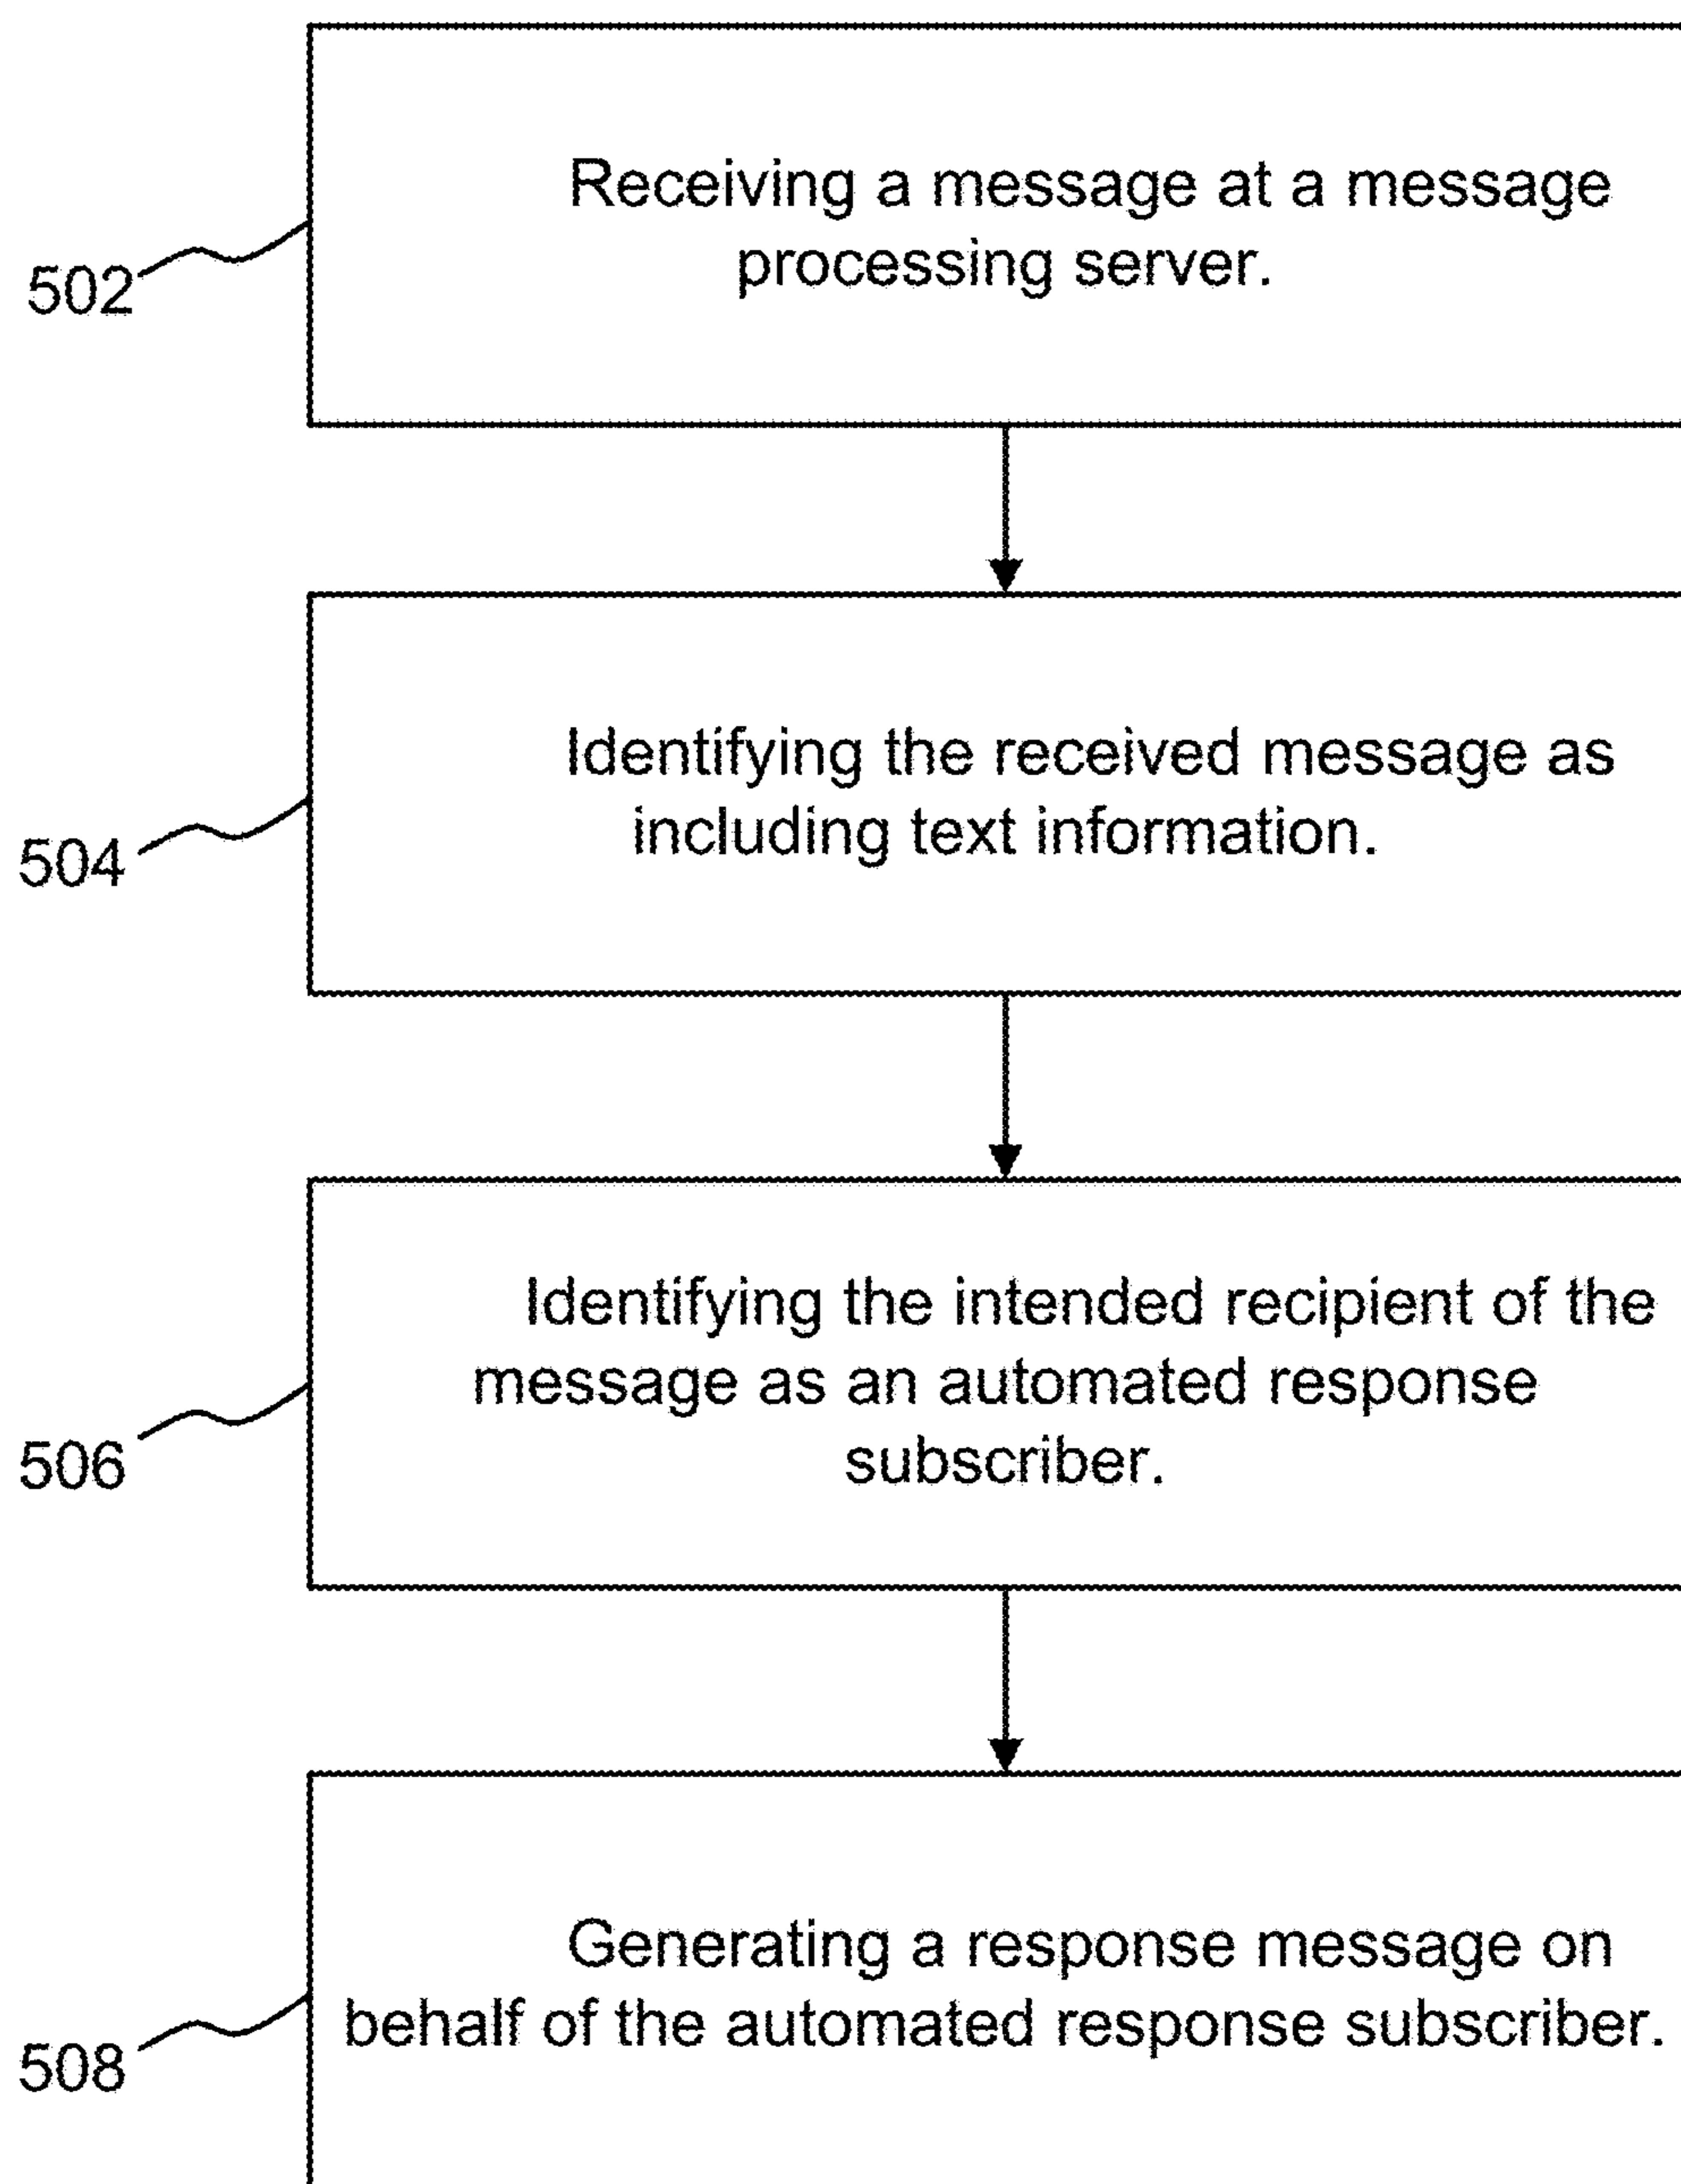 Receiving a message at a message
processing server.
502
Identifying the received message as
including text information.
504
Identifying the intended recipient of the
message as an automated response
subscriber.
506
Generating a response message on
behalf of the automated response subscriber.
508